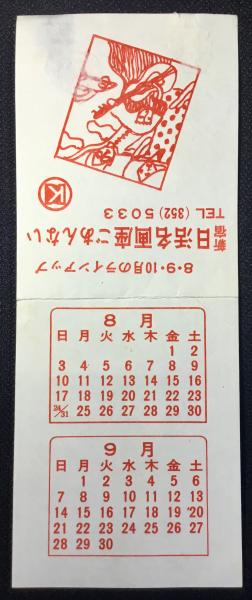 8・9・10月のラインアップ
新宿日活名画座ごあんない
TEL (352) 5033
K
8月
日 月 火 水 木 金 土
1 2
3 4 5 6 7 8 9
10 11 12 13 14 15 16
17 18 19 20 21 22 23
24/31 25 26 27 28 29 30
9月
日 月 火 水 木 金 土
1 2 3 4 5 6
7 8 9 10 11 12 13
14 15 16 17 18 19 20
21 22 23 24 25 26 27
28 29 30